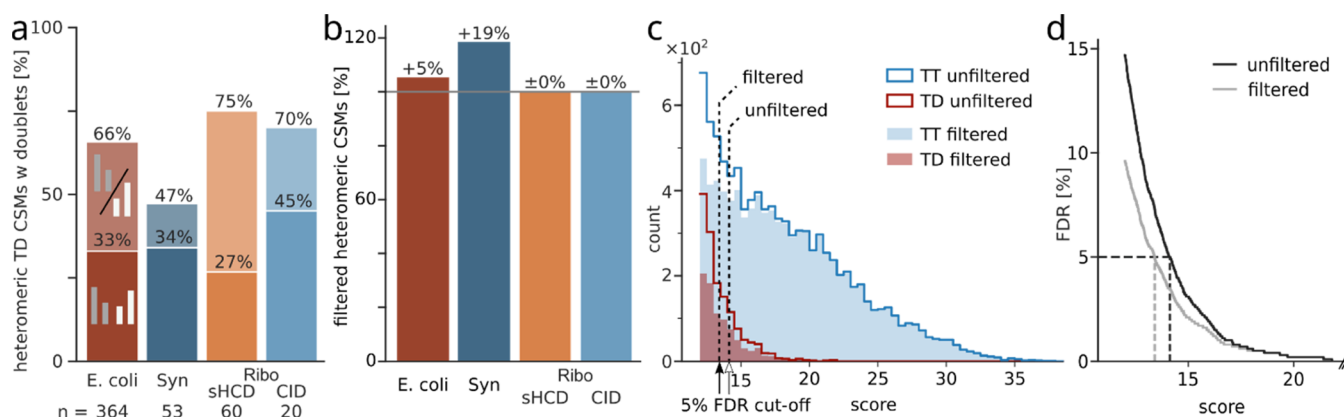 a
heteromeric TD CSMs w doublets [%]
100
50
0
66%
33%
47%
34%
75%
27%
70%
45%
E. coli
Syn
Ribo
sHCD
CID
n = 364
53
60
20
b
filtered heteromeric CSMs [%]
120
60
0
+5%
+19%
±0%
±0%
E. coli
Syn
Ribo
sHCD
CID
c
×10²
count
6
4
2
0
filtered
unfiltered
TT unfiltered
TD unfiltered
TT filtered
TD filtered
15
20
25
30
35
5% FDR cut-off
score
d
FDR [%]
15
10
5
0
unfiltered
filtered
15
20
score